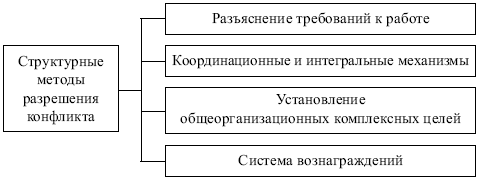 Структурные
методы
разрешения
конфликта
Разъяснение требований к работе
Координационные и интегральные механизмы
Установление
общеорганизационных комплексных целей
Система вознаграждений